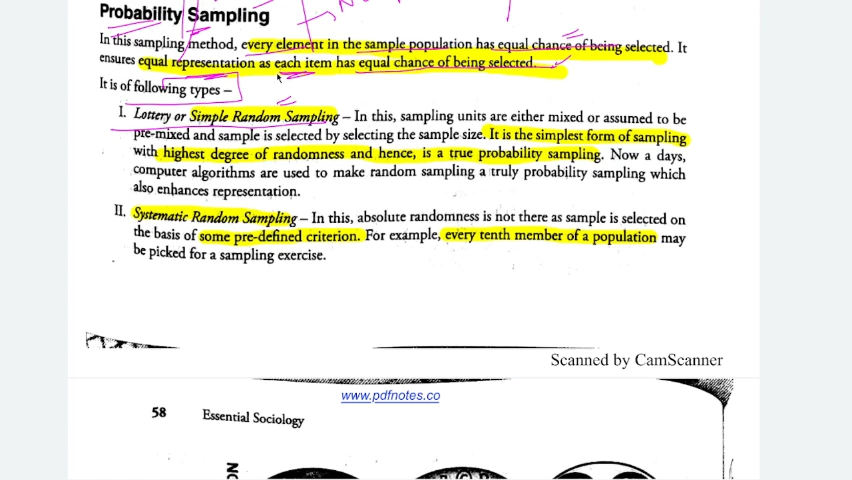 Probability Sampling
In this sampling method, every element in the sample population has equal chance of being selected. It
ensures equal representation as each item has equal chance of being selected.
It is of following types –
I. Lottery or Simple Random Sampling – In this, sampling units are either mixed or assumed to be
pre-mixed and sample is selected by selecting the sample size. It is the simplest form of sampling
with highest degree of randomness and hence, is a true probability sampling. Now a days,
computer algorithms are used to make random sampling a truly probability sampling which
also enhances representation.
II. Systematic Random Sampling – In this, absolute randomness is not there as sample is selected on
the basis of some pre-defined criterion. For example, every tenth member of a population may
be picked for a sampling exercise.
Scanned by CamScanner
www.pdfnotes.co
58 Essential Sociology